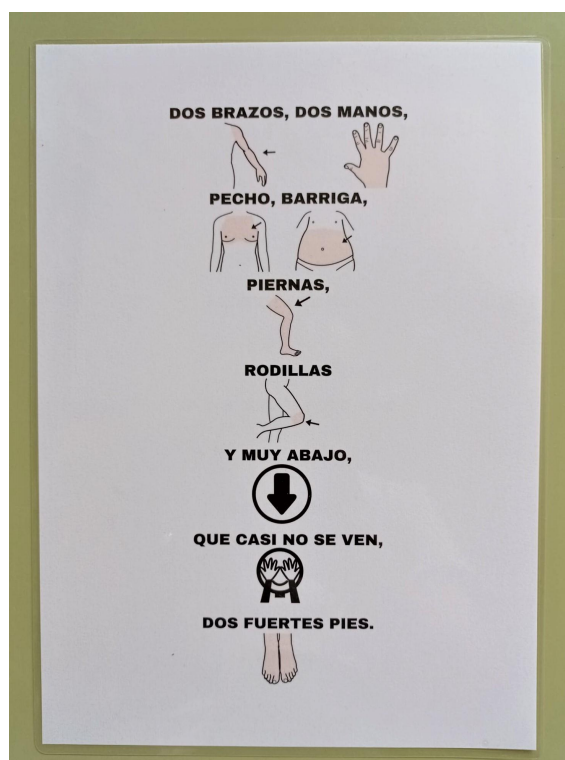 DOS BRAZOS, DOS MANOS,
PECHO, BARRIGA,
PIERNAS,
RODILLAS
Y MUY ABAJO,
QUE CASI NO SE VEN,
DOS FUERTES PIES.